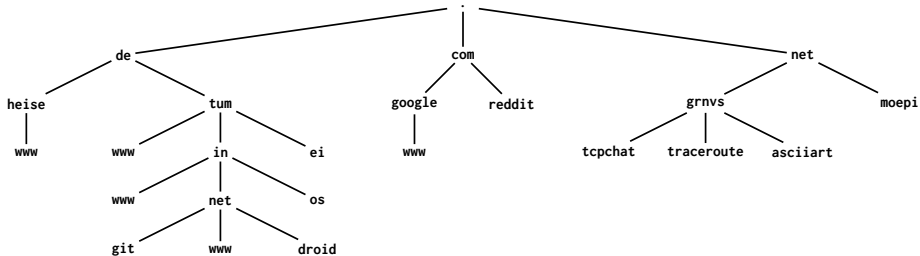 .
de com net
heise tum google reddit grnvs moepi
www www in ei www tcpchat traceroute asciiart
www net os
git www droid